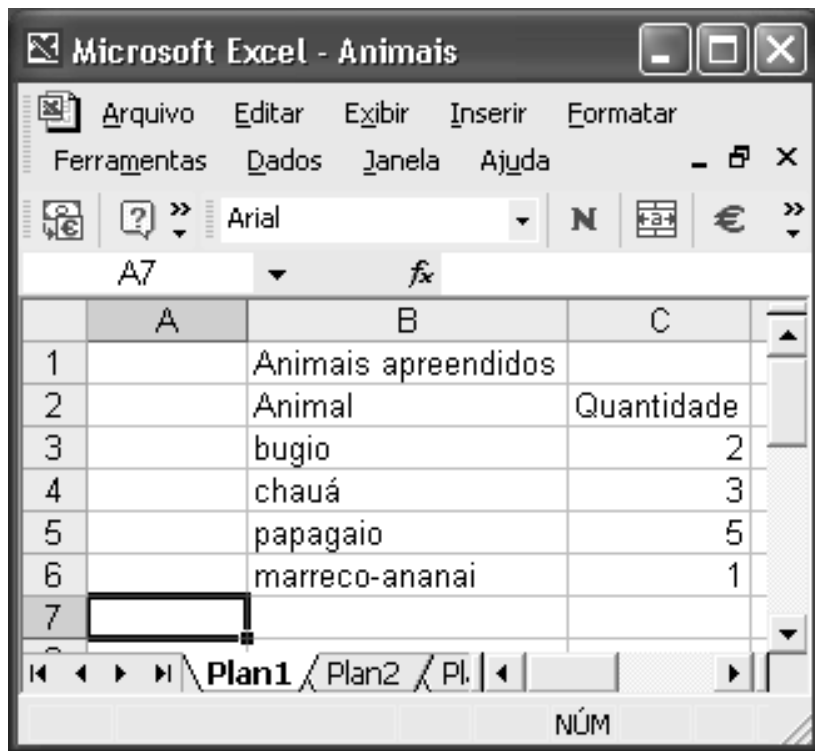 Microsoft Excel - Animais
Arquivo Editar Exibir Inserir Formatar
Ferramentas Dados Janela Ajuda
Arial N a €
A7 fx
A B C
1 Animais apreendidos
2 Animal Quantidade
3 bugio 2
4 chauá 3
5 papagaio 5
6 marreco-ananai 1
7
Plan1 Plan2 Pl
NÚM